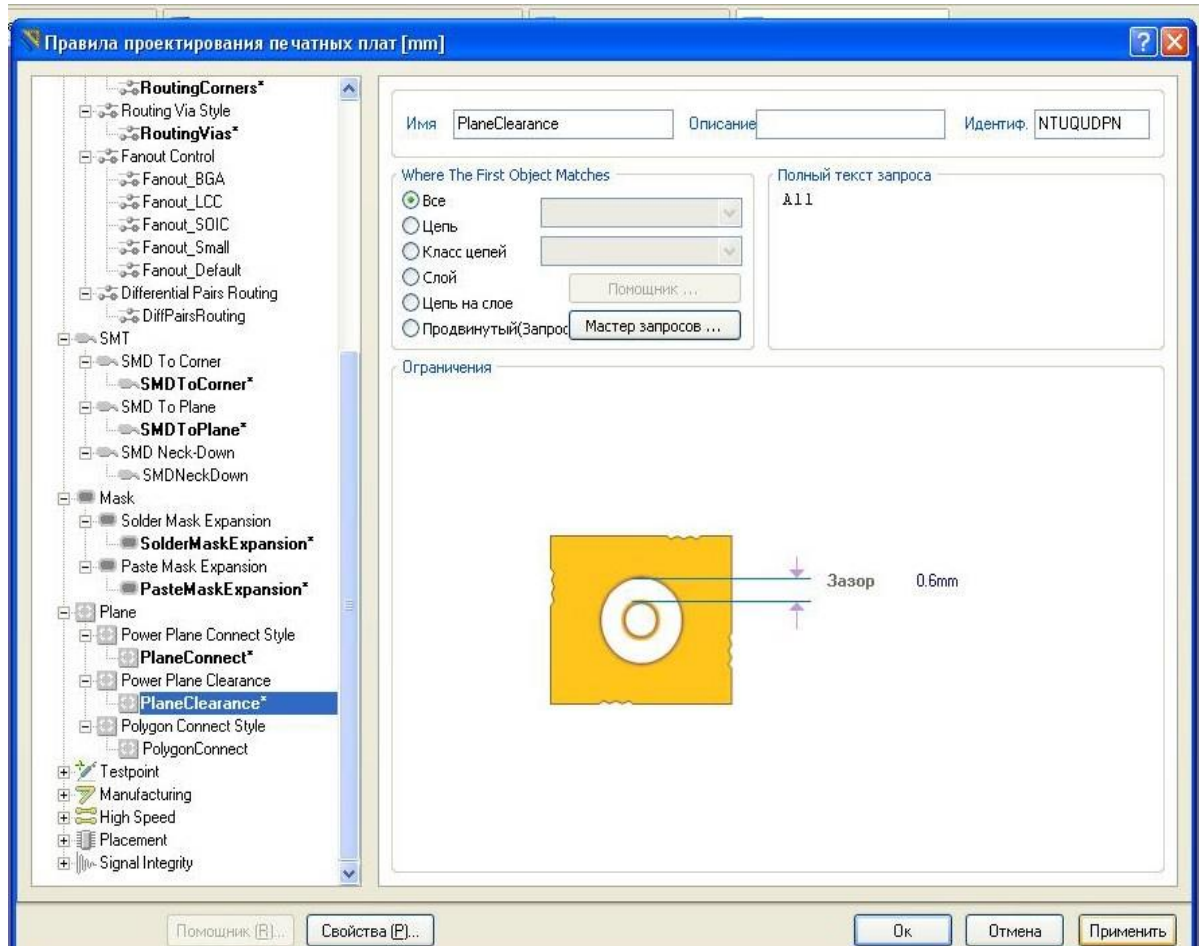 Правила проектирования печатных плат [mm]
RoutingCorners*
Routing Via Style
RoutingVias*
Fanout Control
Fanout_BGA
Fanout_LCC
Fanout_SOIC
Fanout_Small
Fanout_Default
Differential Pairs Routing
DiffPairsRouting
SMT
SMD To Corner
SMDToCorner*
SMD To Plane
SMDToPlane*
SMD Neck-Down
SMDNeckDown
Mask
Solder Mask Expansion
SolderMaskExpansion*
Paste Mask Expansion
PasteMaskExpansion*
Plane
Power Plane Connect Style
PlaneConnect*
Power Plane Clearance
PlaneClearance*
Polygon Connect Style
PolygonConnect
Testpoint
Manufacturing
High Speed
Placement
Signal Integrity
Имя PlaneClearance Описание Идентиф. NTUQUDPN
Where The First Object Matches
Все
Цепь
Класс цепей
Слой
Цепь на слое
Продвинутый(Запрос
Помощник ...
Мастер запросов ...
Полный текст запроса
All
Ограничения
Зазор 0.6mm
Помощник (R)... Свойства (P)... Ок Отмена Применить